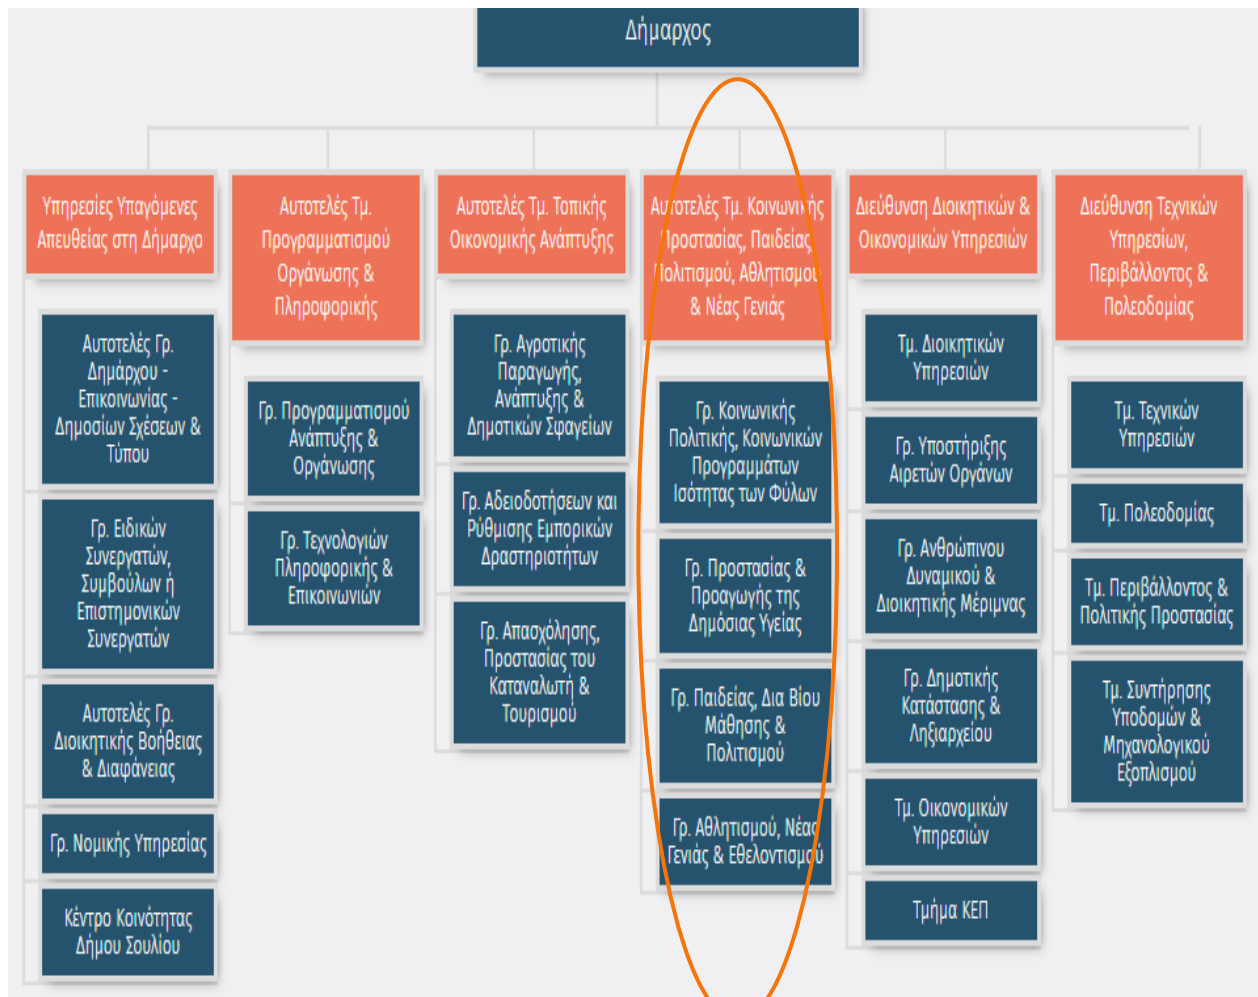 Δήμαρχος
Υπηρεσίες Υπαγόμενες
Απευθείας στη Δήμαρχο
Αυτοτελές Γρ.
Δημάρχου -
Επικοινωνίας -
Δημοσίων Σχέσεων &
Τύπου
Γρ. Ειδικών
Συνεργατών,
Συμβούλων ή
Επιστημονικών
Συνεργατών
Αυτοτελές Γρ.
Διοικητικής Βοήθειας
& Διαφάνειας
Γρ. Νομικής Υπηρεσίας
Κέντρο Κοινότητας
Δήμου Σουλίου
Αυτοτελές Τμ.
Προγραμματισμού
Οργάνωσης &
Πληροφορικής
Γρ. Προγραμματισμού
Ανάπτυξης &
Οργάνωσης
Γρ. Τεχνολογιών
Πληροφορικής &
Επικοινωνιών
Αυτοτελές Τμ. Τοπικής
Οικονομικής Ανάπτυξης
Γρ. Αγροτικής
Παραγωγής,
Ανάπτυξης &
Δημοτικών Σφαγείων
Γρ. Αδειοδοτήσεων και
Ρύθμισης Εμπορικών
Δραστηριοτήτων
Γρ. Απασχόλησης,
Προστασίας του
Καταναλωτή &
Τουρισμού
Αυτοτελές Τμ. Κοινωνικής
Προστασίας, Παιδείας
Πολιτισμού, Αθλητισμού
& Νέας Γενιάς
Γρ. Κοινωνικής
Πολιτικής, Κοινωνικών
Προγραμμάτων
Ισότητας των Φύλων
Γρ. Προστασίας &
Προαγωγής της
Δημόσιας Υγείας
Γρ. Παιδείας, Δια Βίου
Μάθησης &
Πολιτισμού
Γρ. Αθλητισμού, Νέας
Γενιάς & Εθελοντισμού
Διεύθυνση Διοικητικών &
Οικονομικών Υπηρεσιών
Τμ. Διοικητικών
Υπηρεσιών
Γρ. Υποστήριξης
Αιρετών Οργάνων
Γρ. Ανθρώπινου
Δυναμικού &
Διοικητικής Μέριμνας
Γρ. Δημοτικής
Κατάστασης &
Ληξιαρχείου
Τμ. Οικονομικών
Υπηρεσιών
Τμήμα ΚΕΠ
Διεύθυνση Τεχνικών
Υπηρεσίων,
Περιβάλλοντος &
Πολεοδομίας
Τμ. Τεχνικών
Υπηρεσιών
Τμ. Πολεοδομίας
Τμ. Περιβάλλοντος &
Πολιτικής Προστασίας
Τμ. Συντήρησης
Υποδομών &
Μηχανολογικού
Εξοπλισμού